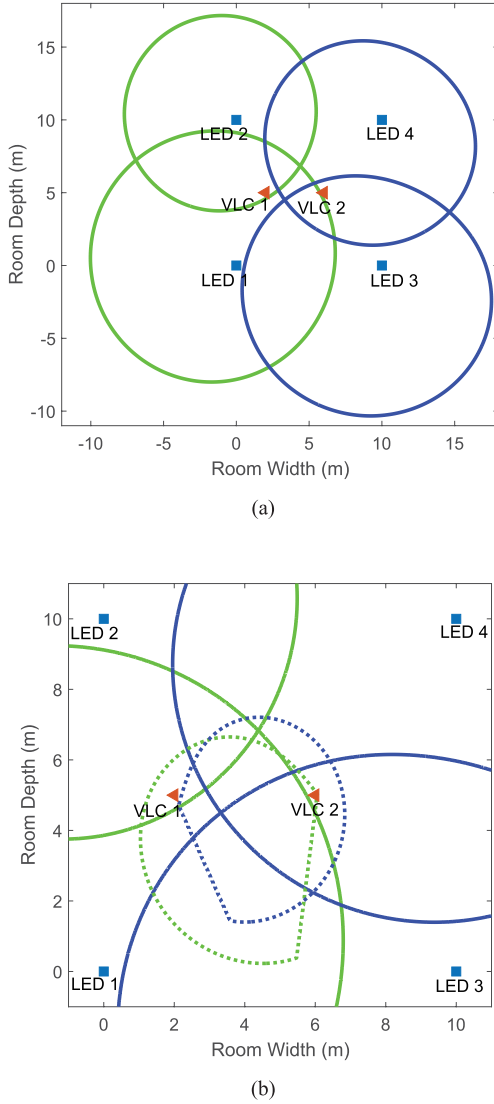 15
10
5
0
-5
-10
Room Depth (m)
LED 2
LED 4
VLC 1
VLC 2
LED 1
LED 3
-10
-5
0
5
10
15
Room Width (m)
(a)
10
8
6
4
2
0
Room Depth (m)
LED 2
LED 4
VLC 1
VLC 2
LED 1
LED 3
0
2
4
6
8
10
Room Width (m)
(b)